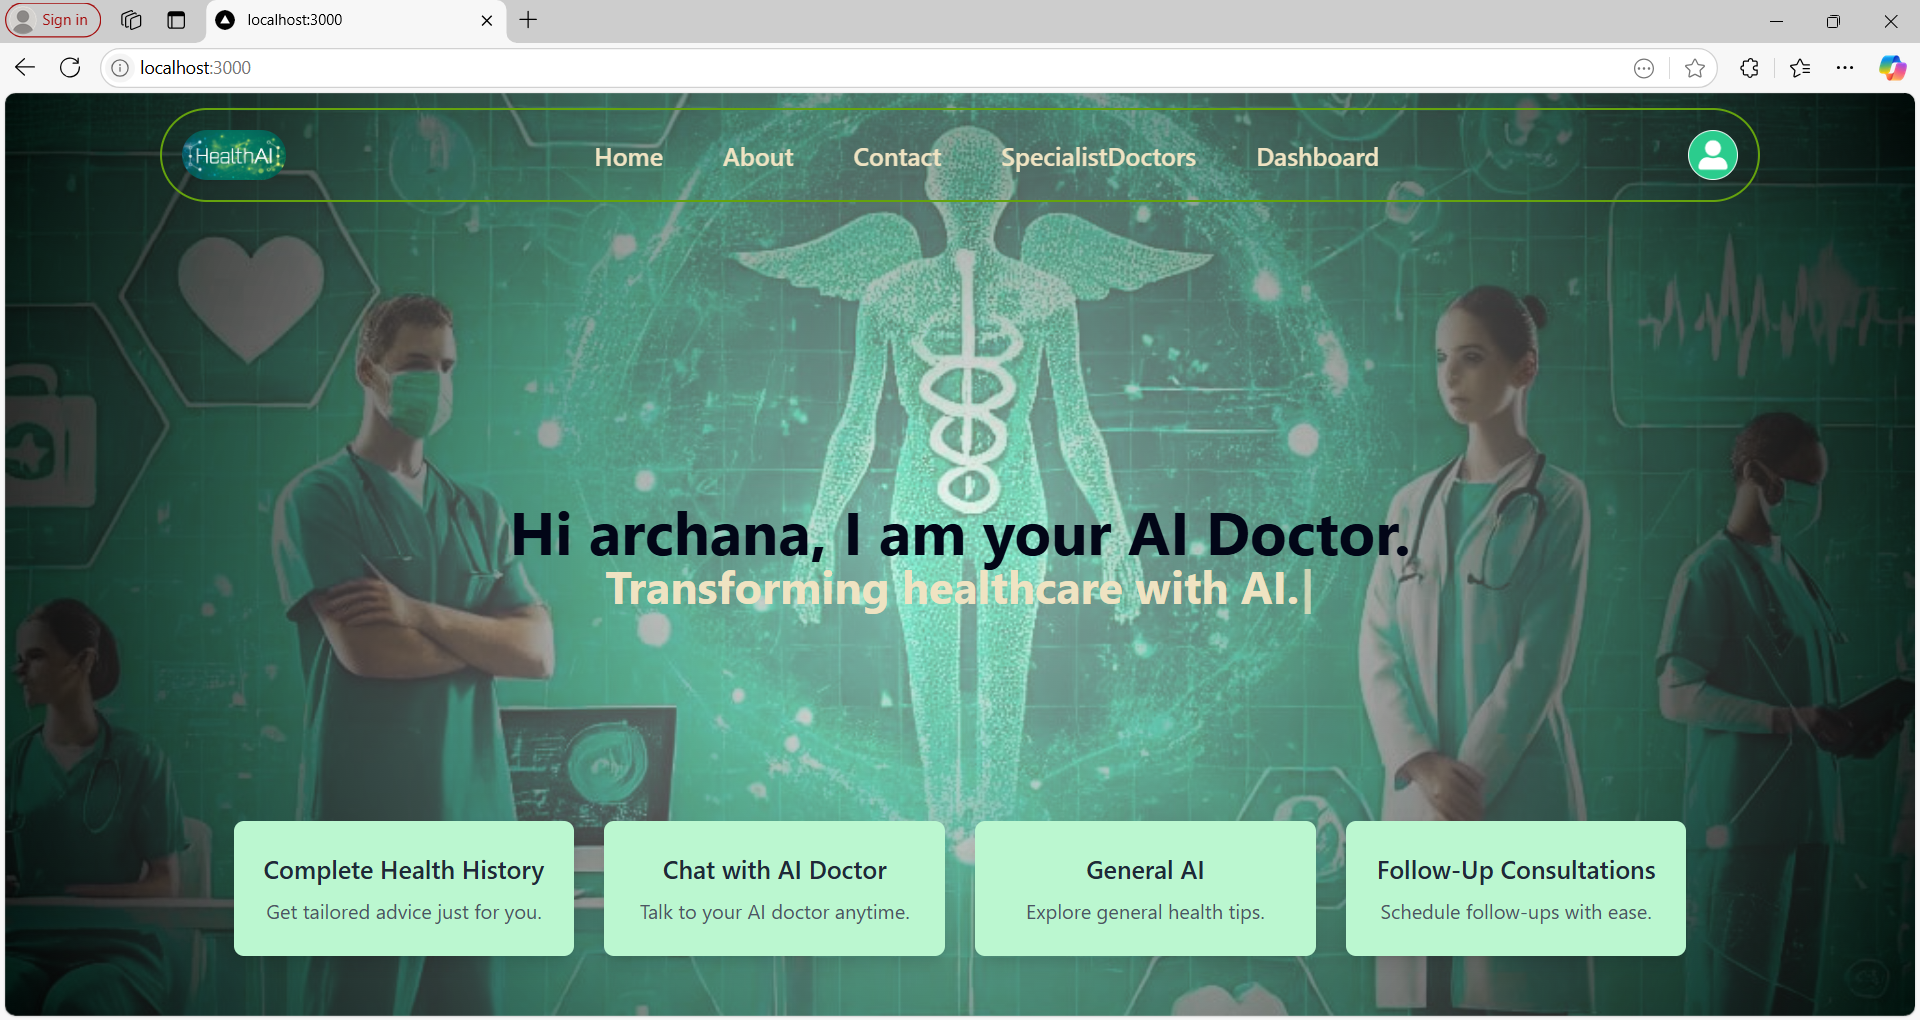 Sign in
localhost:3000
localhost:3000
HealthAI
Home About Contact SpecialistDoctors Dashboard
Hi archana, I am your AI Doctor.
Transforming healthcare with AI.|
Complete Health History
Get tailored advice just for you.
Chat with AI Doctor
Talk to your AI doctor anytime.
General AI
Explore general health tips.
Follow-Up Consultations
Schedule follow-ups with ease.